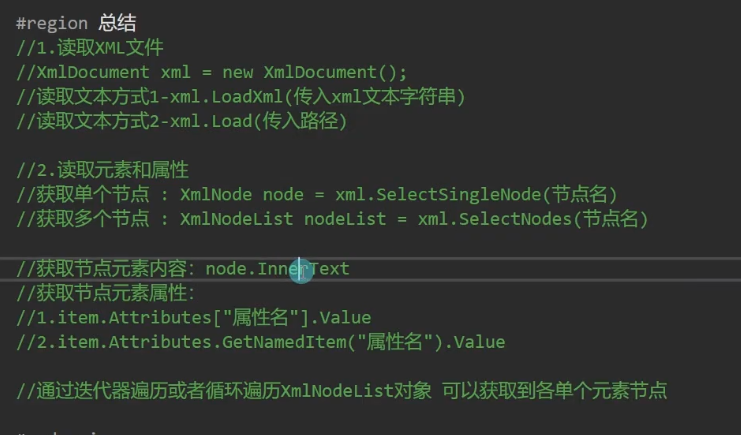 #region 总结
//1.读取XML文件
//XmlDocument xml = new XmlDocument();
//读取文本方式1-xml.LoadXml(传入xml文本字符串)
//读取文本方式2-xml.Load(传入路径)
//2.读取元素和属性
//获取单个节点 : XmlNode node = xml.SelectSingleNode(节点名)
//获取多个节点 : XmlNodeList nodeList = xml.SelectNodes(节点名)
//获取节点元素内容: node.InnerText
//获取节点元素属性:
//1.item.Attributes["属性名"].Value
//2.item.Attributes.GetNamedItem("属性名").Value
//通过迭代器遍历或者循环遍历XmlNodeList对象 可以获取到各单个元素节点